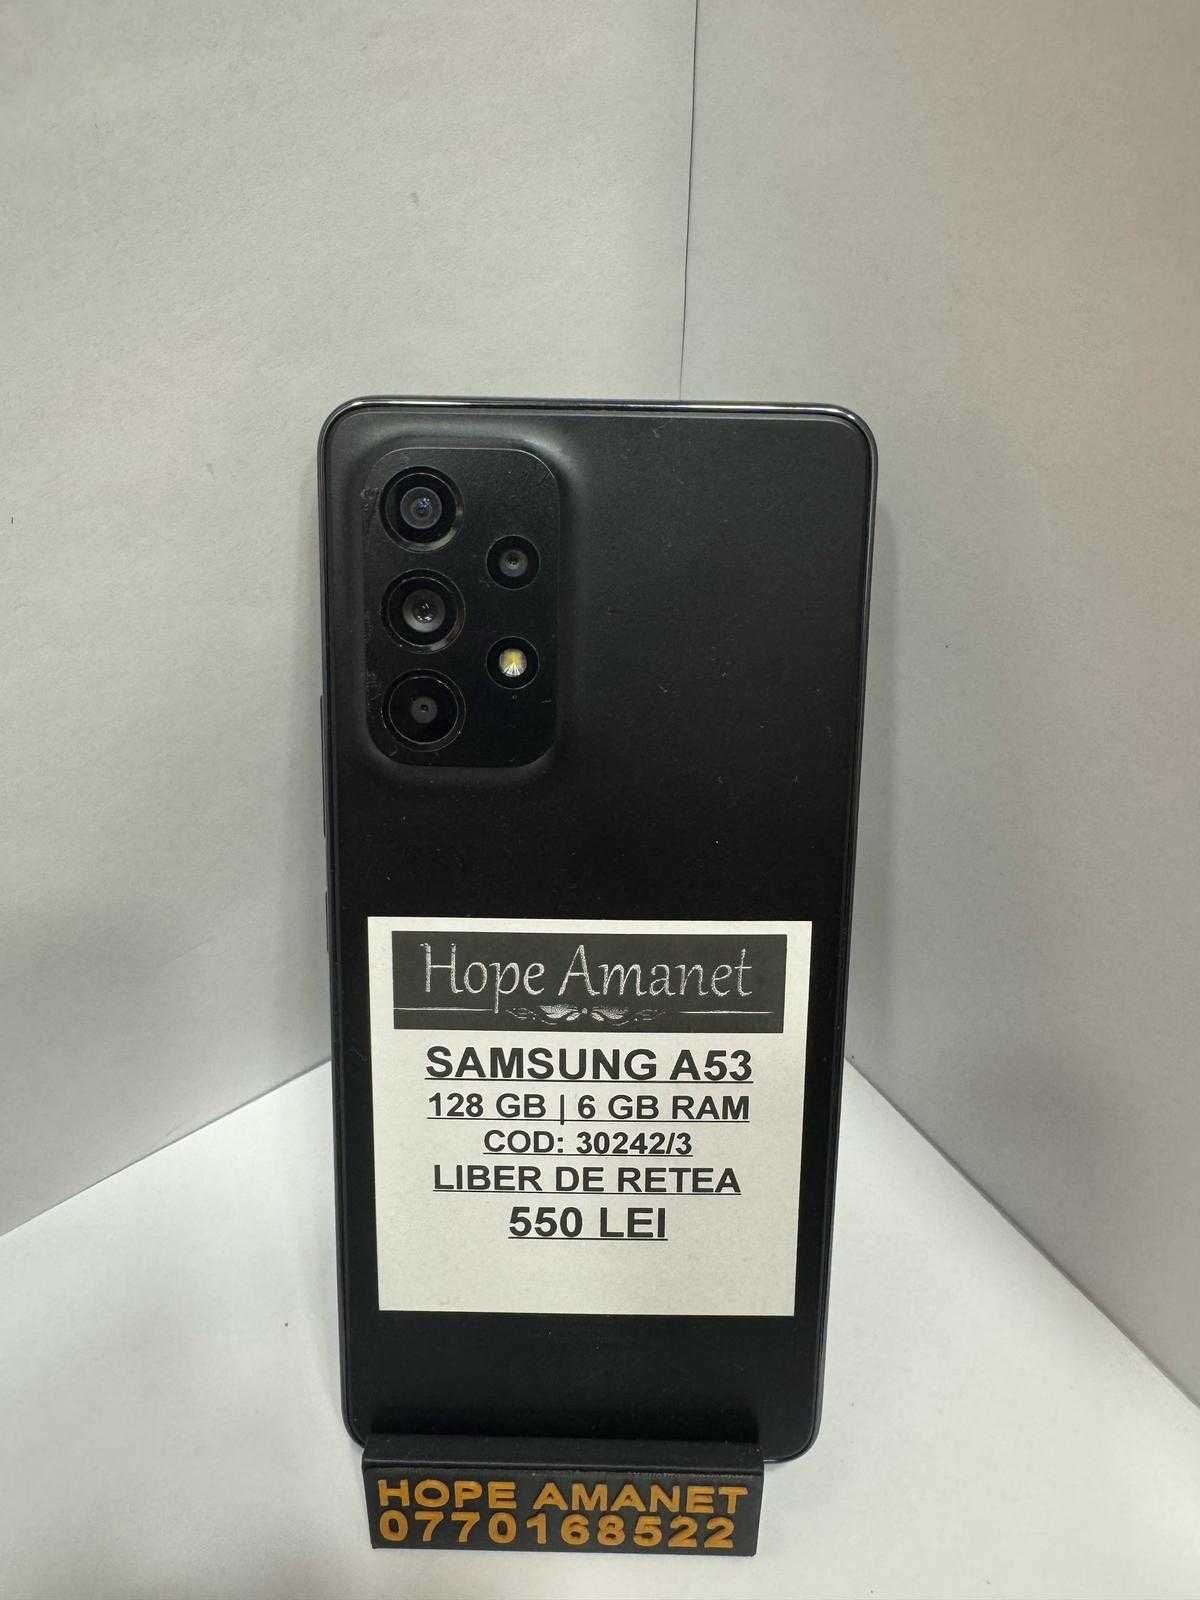 Hope Amanet
SAMSUNG A53
128 GB | 6 GB RAM
COD: 30242/3
LIBER DE RETEA
550 LEI
HOPE AMANET
0770168522